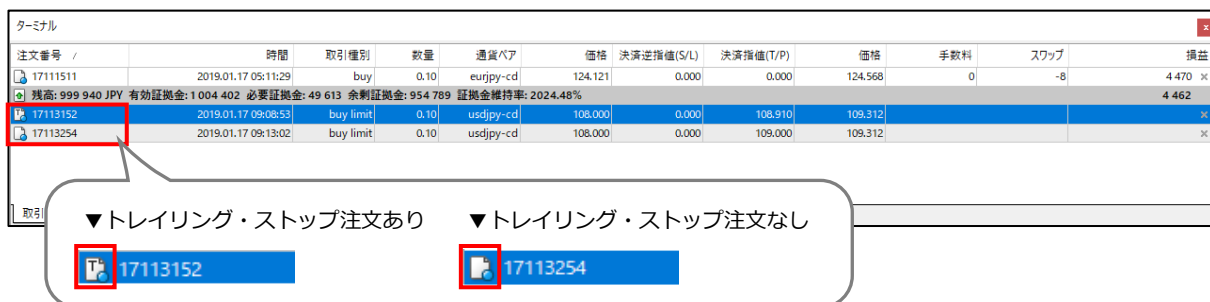 ターミナル
注文番号 / 時間 取引種別 数量 通貨ペア 価格 決済逆指値(S/L) 決済指値(T/P) 価格 手数料 スワップ 損益
17111511 2019.01.17 05:11:29 buy 0.10 eurjpy-cd 124.121 0.000 0.000 124.568 0 -8 4 470
残高: 999 940 JPY 有効証拠金: 1 004 402 必要証拠金: 49 613 余剰証拠金: 954 789 証拠金維持率: 2024.48% 4 462
17113152 2019.01.17 09:08:53 buy limit 0.10 usdjpy-cd 108.000 0.000 108.910 109.312
17113254 2019.01.17 09:13:02 buy limit 0.10 usdjpy-cd 108.000 0.000 109.000 109.312
取引
▼トレイリング・ストップ注文あり ▼トレイリング・ストップ注文なし
17113152 17113254